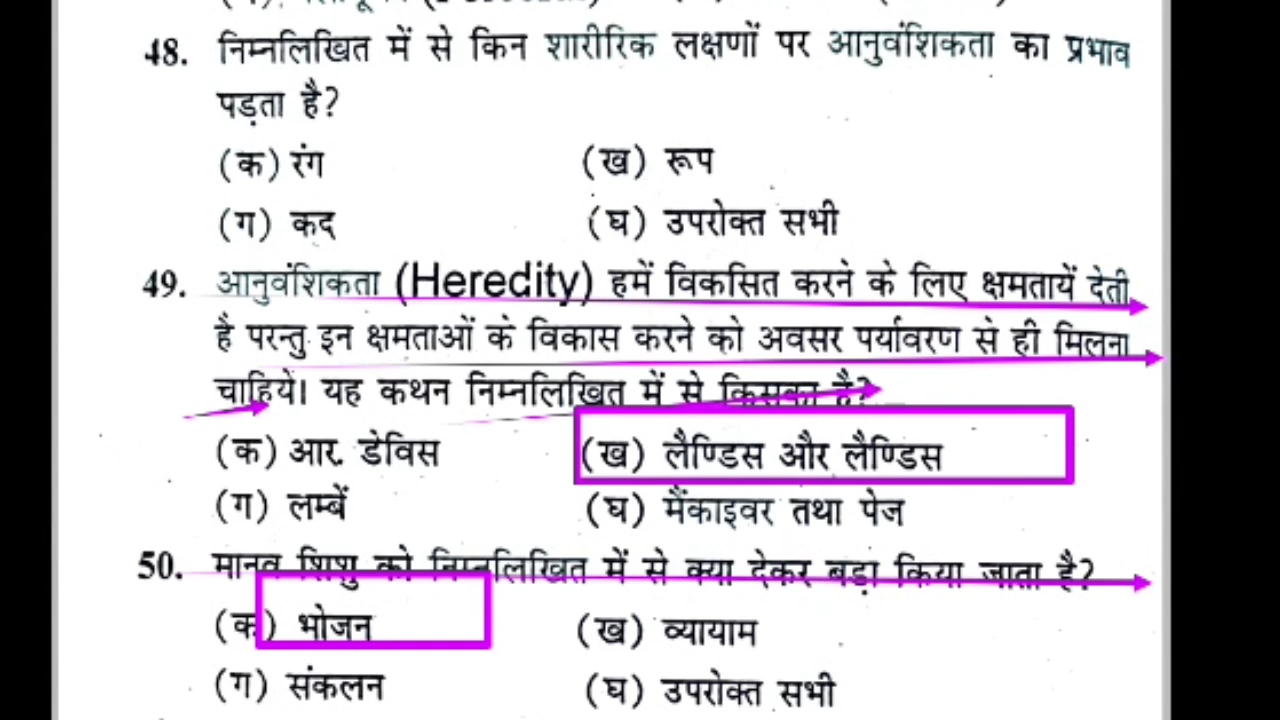 48. निम्नलिखित में से किन शारीरिक लक्षणों पर आनुवंशिकता का प्रभाव
पड़ता है?
(क) रंग (ख) रूप
(ग) कद (घ) उपरोक्त सभी
49. आनुवंशिकता (Heredity) हमें विकसित करने के लिए क्षमतायें देती
है परन्तु इन क्षमताओं के विकास करने को अवसर पर्यावरण से ही मिलना
चाहिये। यह कथन निम्नलिखित में से किसका है?
(क) आर. डेविस (ख) लैण्डिस और लैण्डिस
(ग) लम्बें (घ) मैंकाइवर तथा पेज
50. मानव शिशु को निम्नलिखित में से क्या देकर बड़ा किया जाता है?
(क) भोजन (ख) व्यायाम
(ग) संकलन (घ) उपरोक्त सभी